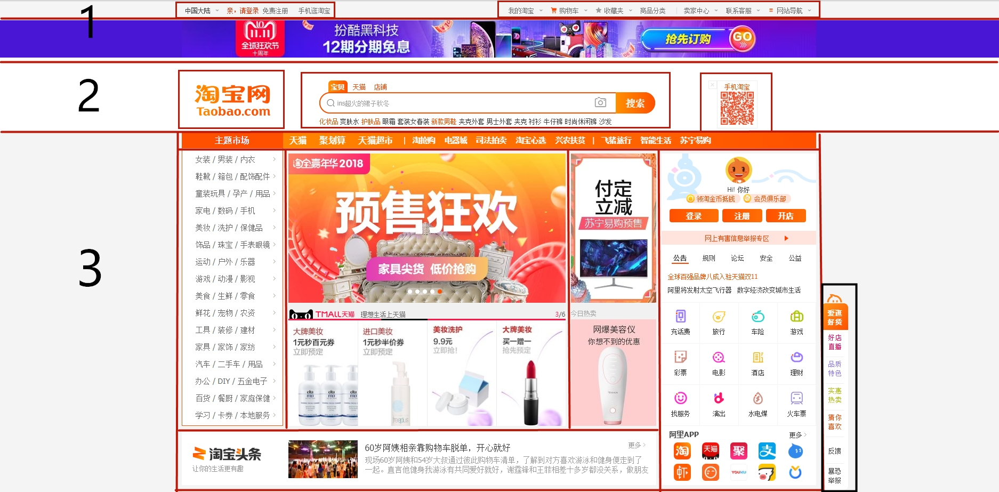 1
中国大陆 亲，请登录 免费注册 手机逛淘宝
我的淘宝 购物车 收藏夹 商品分类 卖家中心 联系客服 网站导航
11.11
全球狂欢节
十周年
扮酷黑科技
12期分期免息
抢先订购 GO
2
淘宝网
Taobao.com
宝贝 天猫 店铺
ins超火的裙子秋冬
搜索
化妆品 爽肤水 护肤品 眼霜 套装女春装 新款男鞋 夹克外套 男士外套 夹克 衬衫 牛仔裤 时尚休闲裤 沙发
手机淘宝
3
主题市场 天猫 聚划算 天猫超市 | 淘抢购 电器城 司法拍卖 淘宝心选 兴农扶贫 | 飞猪旅行 智能生活 苏宁易购
女装 / 男装 / 内衣
鞋靴 / 箱包 / 配饰配件
童装玩具 / 孕产 / 用品
家电 / 数码 / 手机
美妆 / 洗护 / 保健品
饰品 / 珠宝 / 手表眼镜
运动 / 户外 / 乐器
游戏 / 动漫 / 影视
美食 / 生鲜 / 零食
鲜花 / 宠物 / 农资
工具 / 装修 / 建材
家具 / 家饰 / 家纺
汽车 / 二手车 / 用品
办公 / DIY / 五金电子
百货 / 餐厨 / 家庭保健
学习 / 卡券 / 本地服务
淘宝嘉年华2018
预售狂欢
家具尖货 低价抢购
TMALL天猫 理想生活上天猫 3/6
大牌美妆
1元秒百元券
立即预定
进口美妆
1元秒半价券
立即预定
美妆洗护
9.9元
立即抢!
大牌美妆
买一赠一
抢先预定
elta
md
elta
md
elta
md
freeplus
付定
立减
苏宁易购预售
今日热卖
网爆美容仪
你想不到的优惠
Hi! 你好
领淘金币抵钱 会员俱乐部
登录 注册 开店
网上有害信息举报专区
公告 规则 论坛 安全 公益
全球百强品牌八成入驻天猫双11
阿里将发射太空飞行器 数字经济改变城市生活
充话费 旅行 车险 游戏
彩票 电影 酒店 理财
找服务 演出 水电煤 火车票
阿里APP 更多
淘 天猫 聚 支
虾 YOUKU
爱逛
好货
好店
直播
品质
特色
实惠
热卖
猜你
喜欢
反馈
暴恐
举报
淘宝头条
让你的生活更有趣
60岁阿姨相亲靠购物车脱单，开心就好 更多
现场60岁阿姨和54岁大叔通过彼此购物车清单，了解到对方喜欢游泳和健身便走到了
一起。直言他健身我游泳有共同爱好就好，谢霆锋和王菲相差十多岁都没关系，做朋友